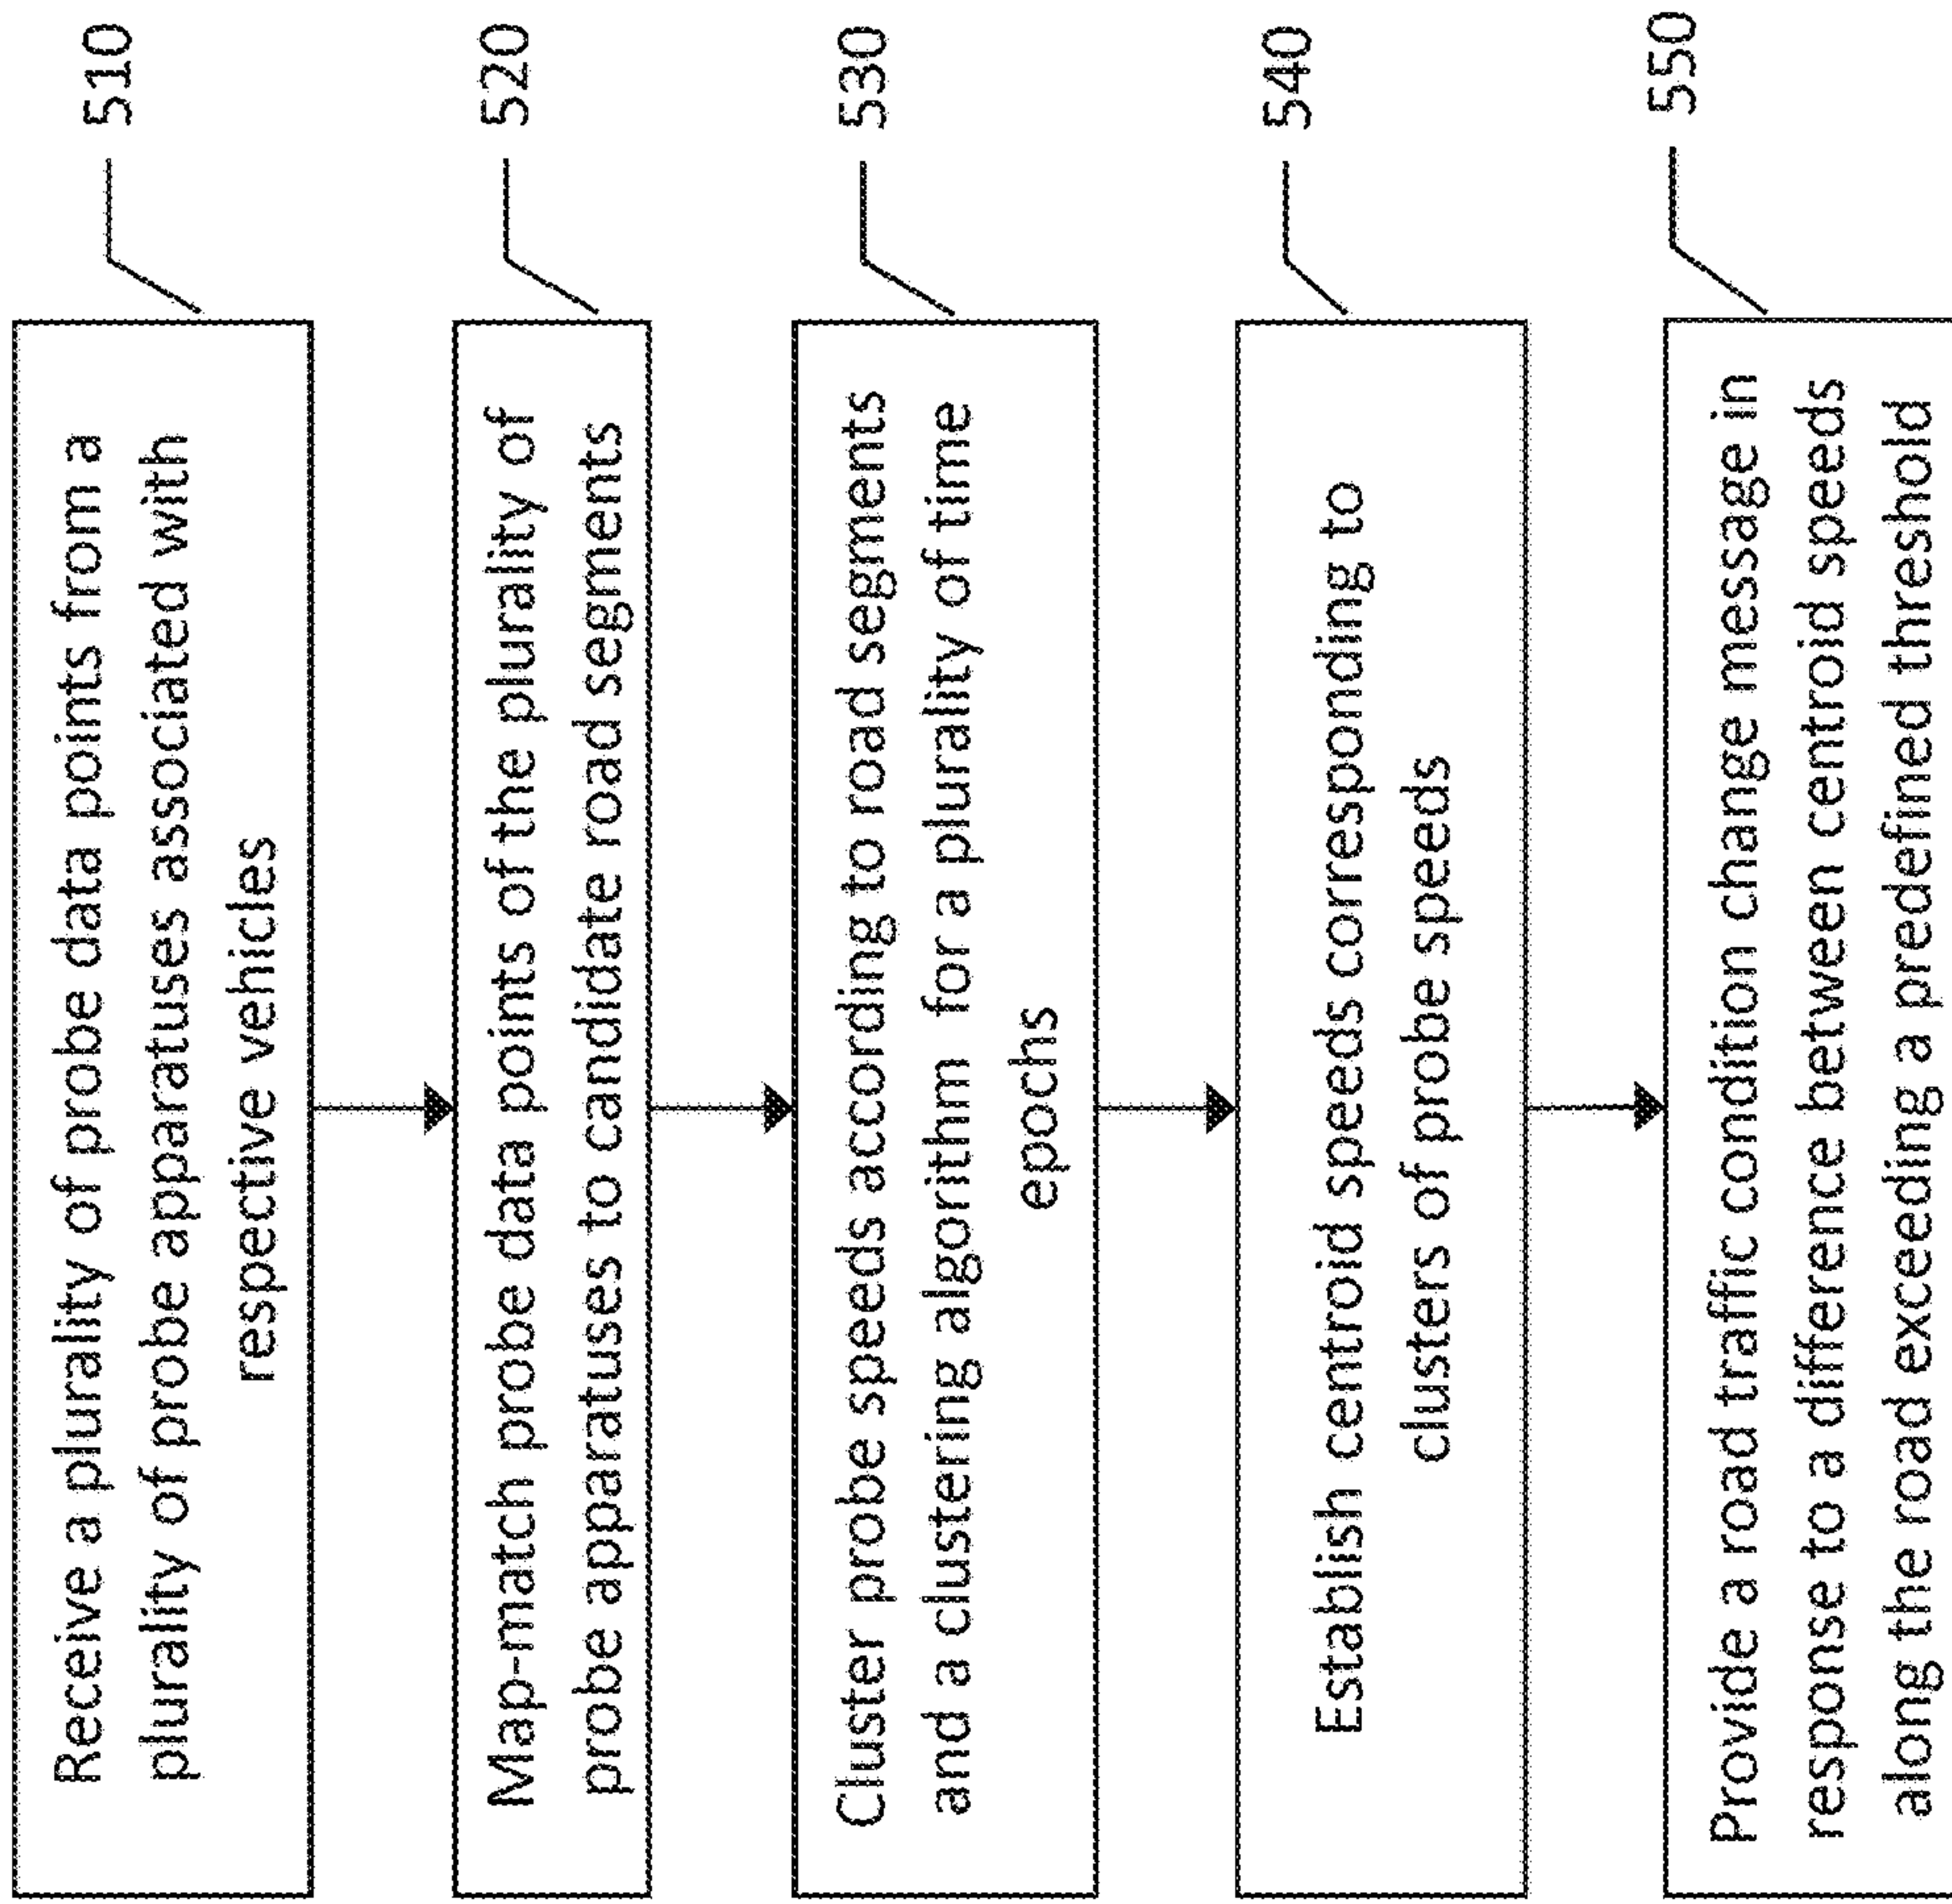 Receive a plurality of probe data points from a
plurality of probe apparatuses associated with
respective vehicles
510
Map-match probe data points of the plurality of
probe apparatuses to candidate road segments
520
Cluster probe speeds according to road segments
and a clustering algorithm for a plurality of time
epochs
530
Establish centroid speeds corresponding to
clusters of probe speeds
540
Provide a road traffic condition change message in
response to a difference between centroid speeds
along the road exceeding a predefined threshold
550